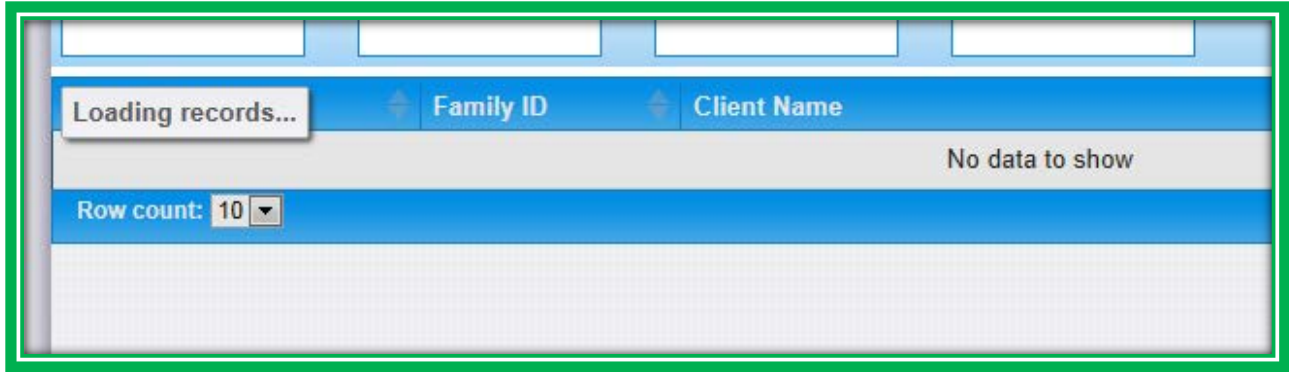 Loading records... Family ID Client Name
No data to show
Row count: 10